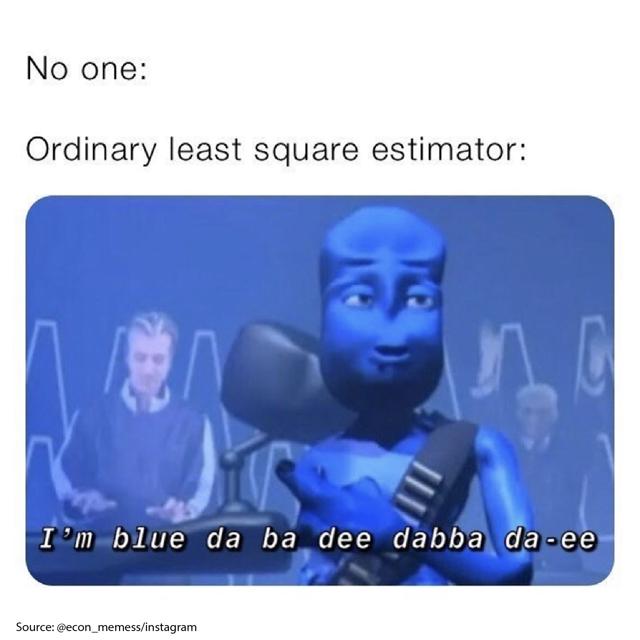 No one:
Ordinary least square estimator:
I'm blue da ba dee dabba da-ee
Source: @econ_memess/instagram